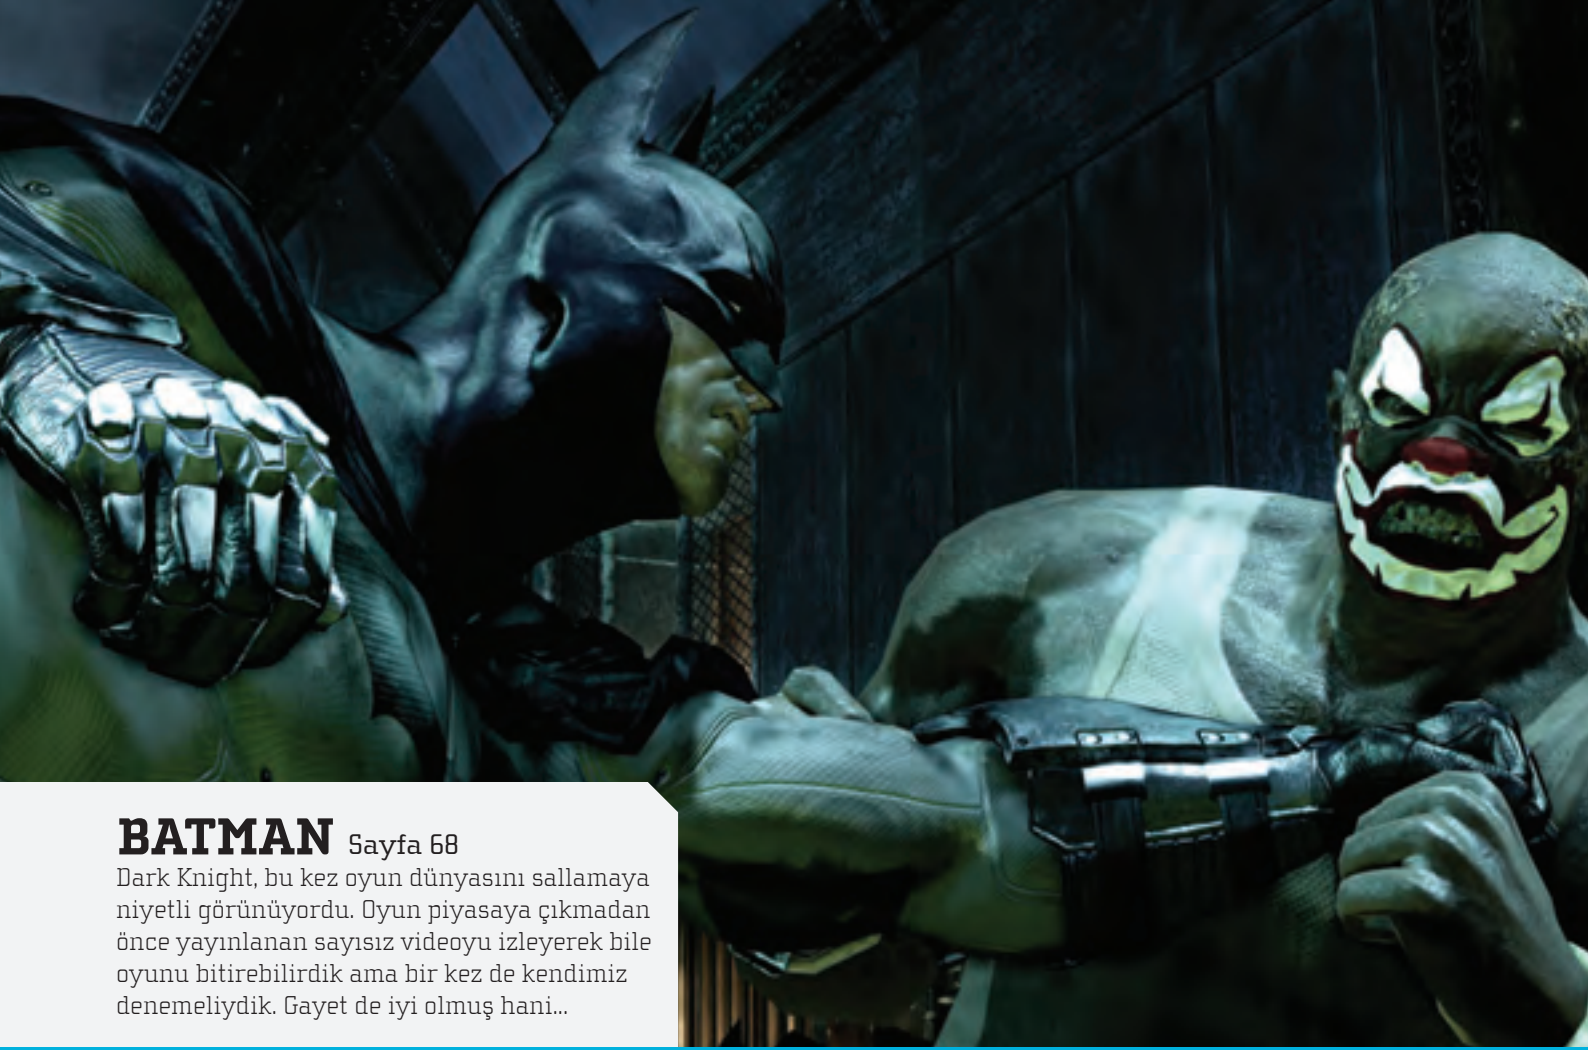 BATMAN Sayfa 68
Dark Knight, bu kez oyun dünyasını sallamaya
niyetli görünüyordu. Oyun piyasaya çıkmadan
önce yayınlanan sayısız videoyu izleyerek bile
oyunu bitirebilirdik ama bir kez de kendimiz
denemeliydik. Gayet de iyi olmuş hani...